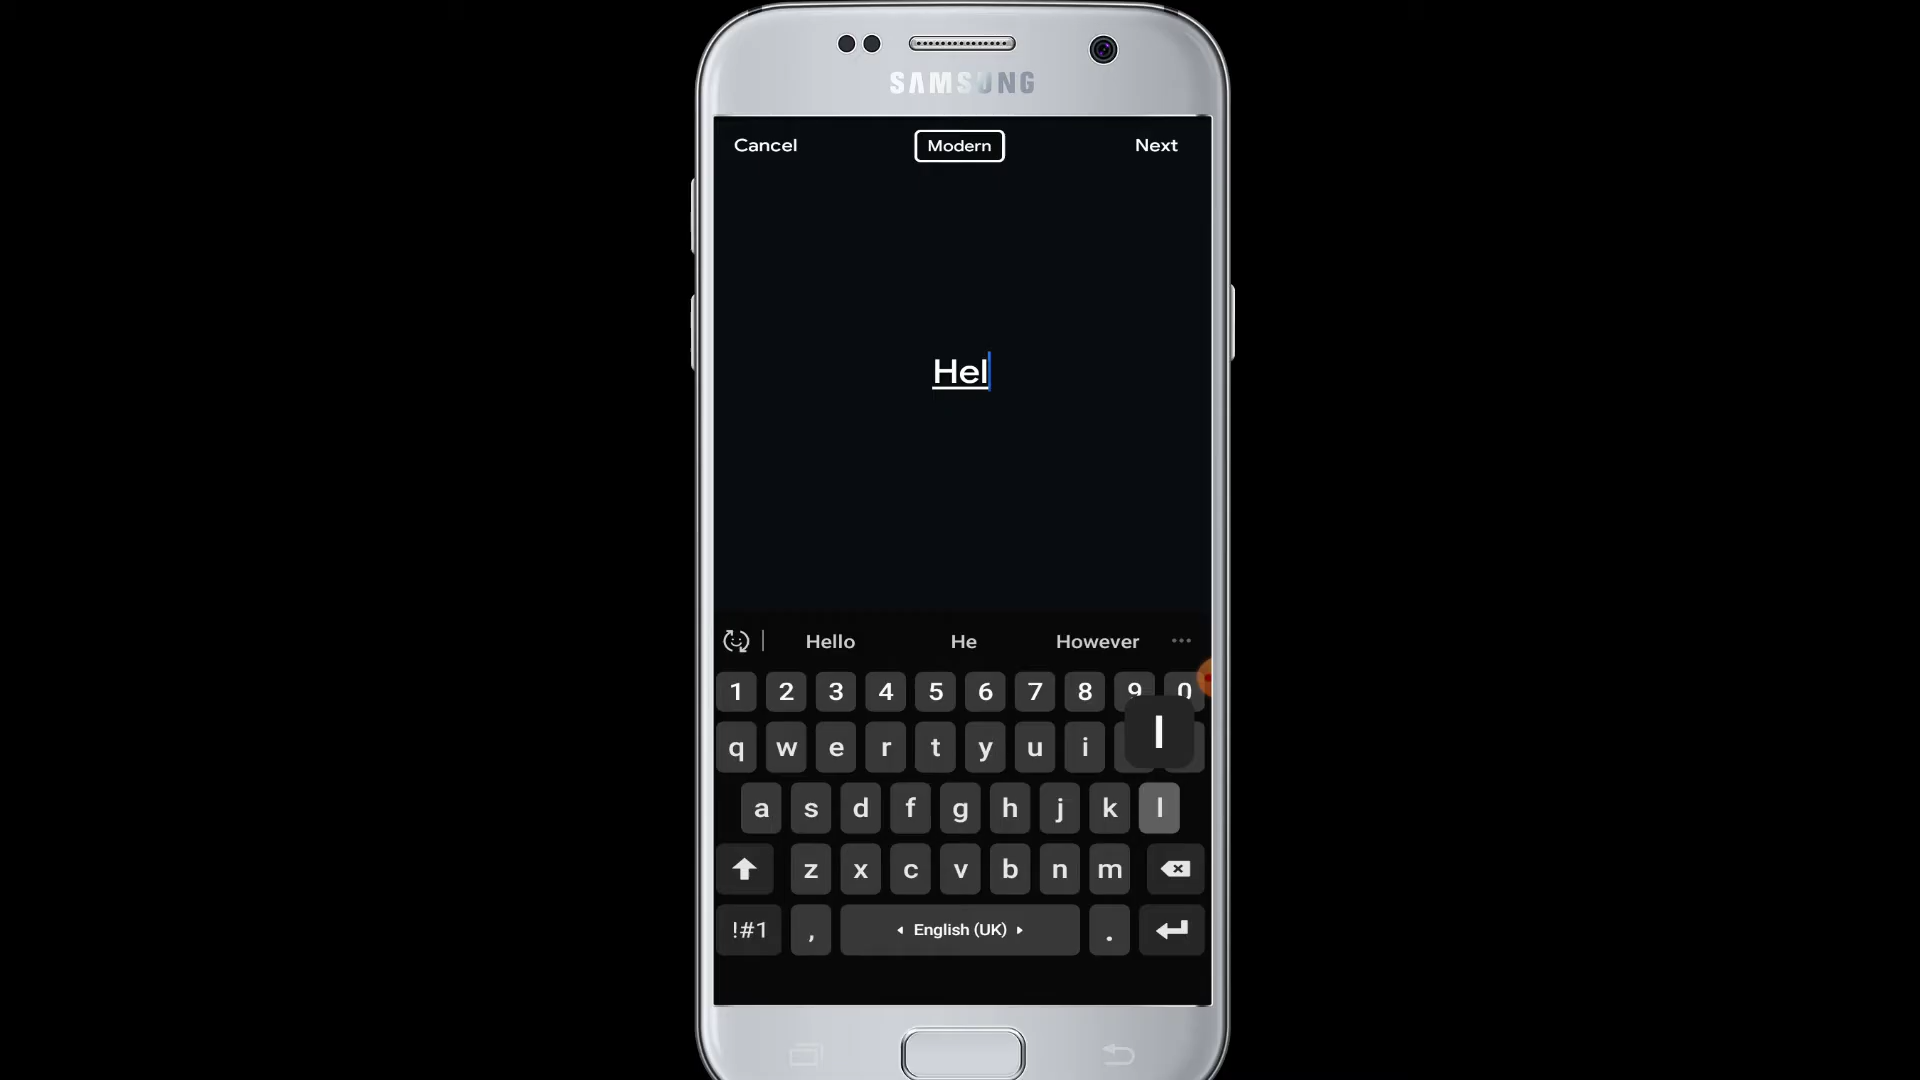 SAMSUNG
Cancel Modern Next
Hel
Hello He However
1 2 3 4 5 6 7 8 9 0
q w e r t y u i l
a s d f g h j k l
z x c v b n m
!#1 , English (UK) .